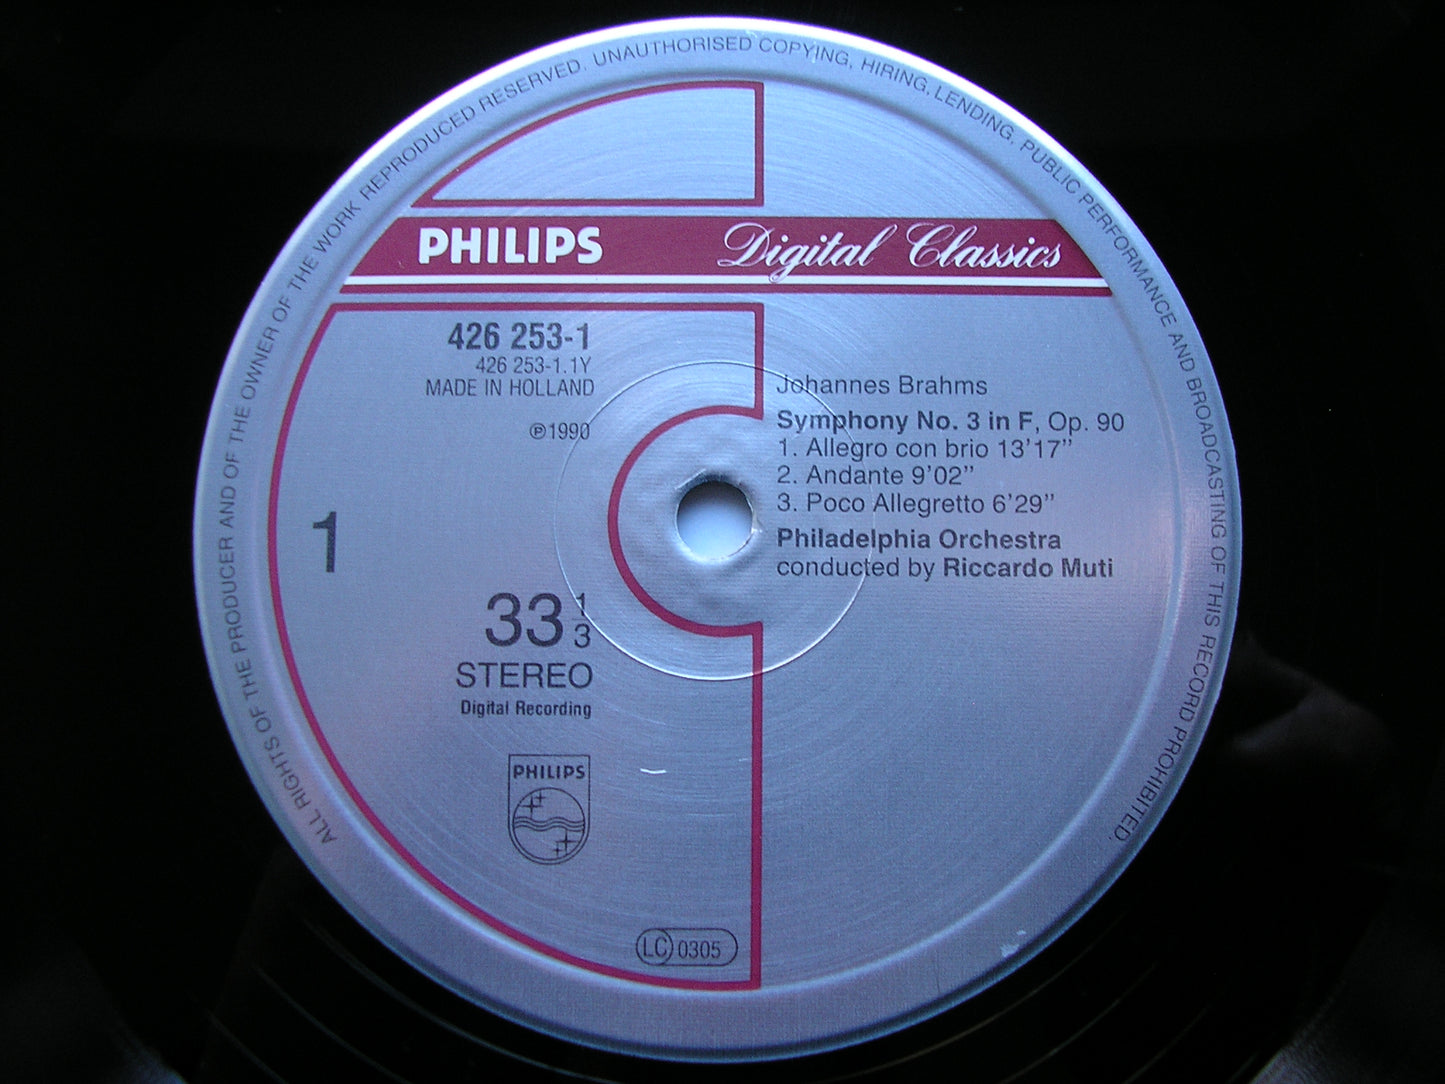 ALL RIGHTS OF THE PRODUCER AND OF THE OWNER OF THE WORK REPRODUCED RESERVED. UNAUTHORISED COPYING, HIRING, LENDING, PUBLIC PERFORMANCE AND BROADCASTING OF THIS RECORD PROHIBITED.
PHILIPS Digital Classics
426 253-1
426 253-1.1Y
MADE IN HOLLAND
℗1990
1
33 1/3
STEREO
Digital Recording
PHILIPS
LC 0305
Johannes Brahms
Symphony No. 3 in F, Op. 90
1. Allegro con brio 13'17”
2. Andante 9'02”
3. Poco Allegretto 6'29”
Philadelphia Orchestra
conducted by Riccardo Muti